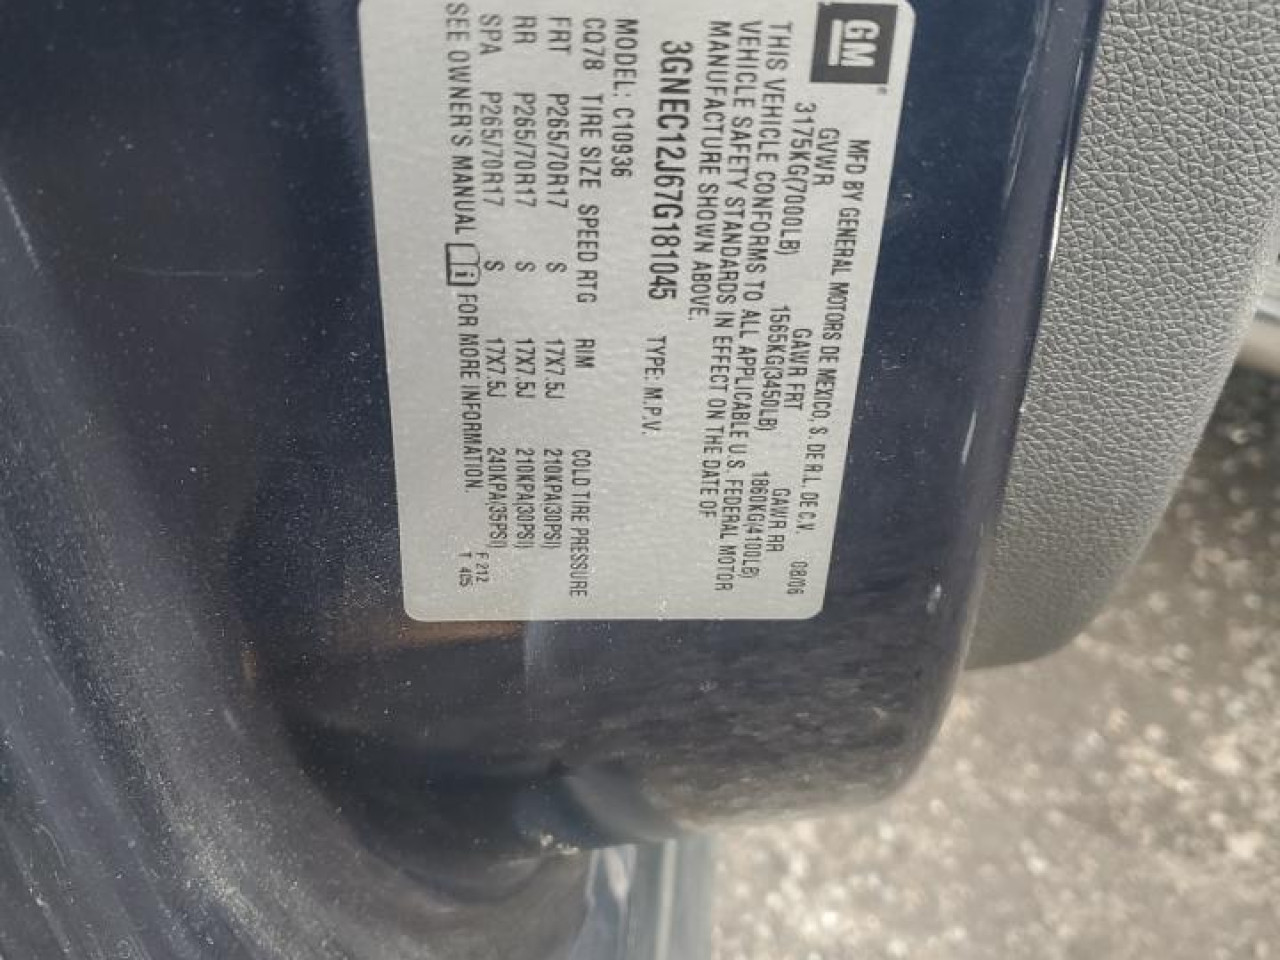 GM
MFD BY GENERAL MOTORS DE MEXICO, S. DE R.L. DE C.V. 08/06
GVWR GAWR FRT GAWR RR
3175KG(7000LB) 1565KG(3450LB) 1860KG(4100LB)
THIS VEHICLE CONFORMS TO ALL APPLICABLE U.S. FEDERAL MOTOR
VEHICLE SAFETY STANDARDS IN EFFECT ON THE DATE OF
MANUFACTURE SHOWN ABOVE.
3GNEC12J67G181045 TYPE: M.P.V.
MODEL: C10936
CQ78 TIRE SIZE SPEED RTG RIM COLD TIRE PRESSURE
FRT P265/70R17 S 17X7.5J 210KPA(30PSI)
RR P265/70R17 S 17X7.5J 210KPA(30PSI)
SPA P265/70R17 S 17X7.5J 240KPA(35PSI)
SEE OWNER'S MANUAL i FOR MORE INFORMATION.
F 212
T 405